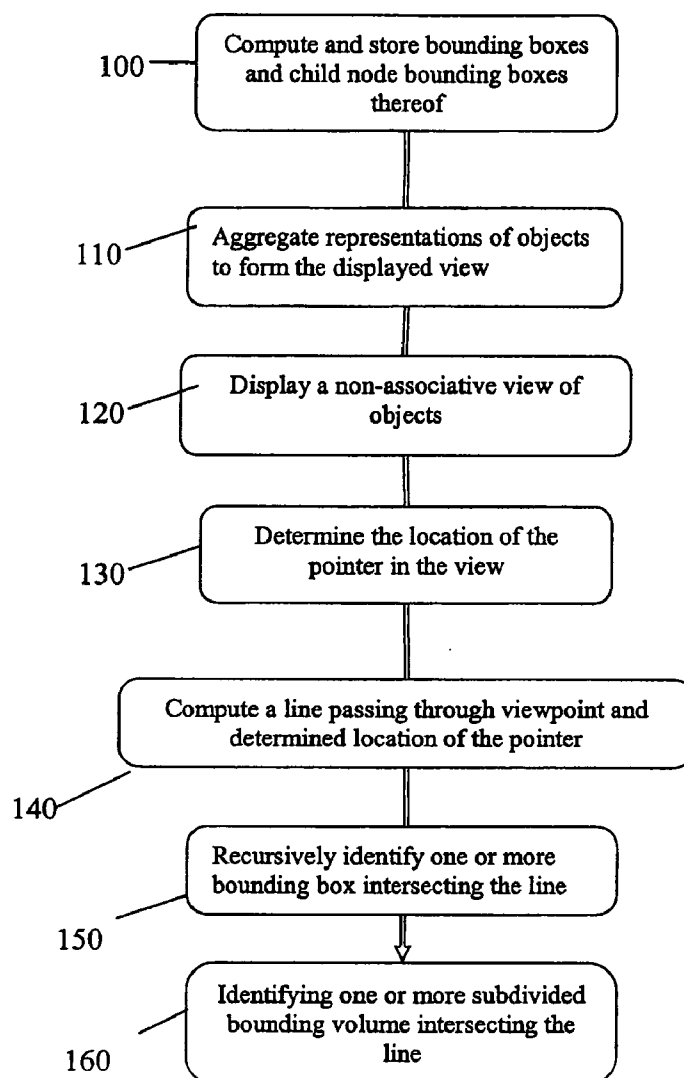 100
Compute and store bounding boxes
and child node bounding boxes
thereof
110
Aggregate representations of objects
to form the displayed view
120
Display a non-associative view of
objects
130
Determine the location of the
pointer in the view
140
Compute a line passing through viewpoint and
determined location of the pointer
150
Recursively identify one or more
bounding box intersecting the line
160
Identifying one or more subdivided
bounding volume intersecting the
line